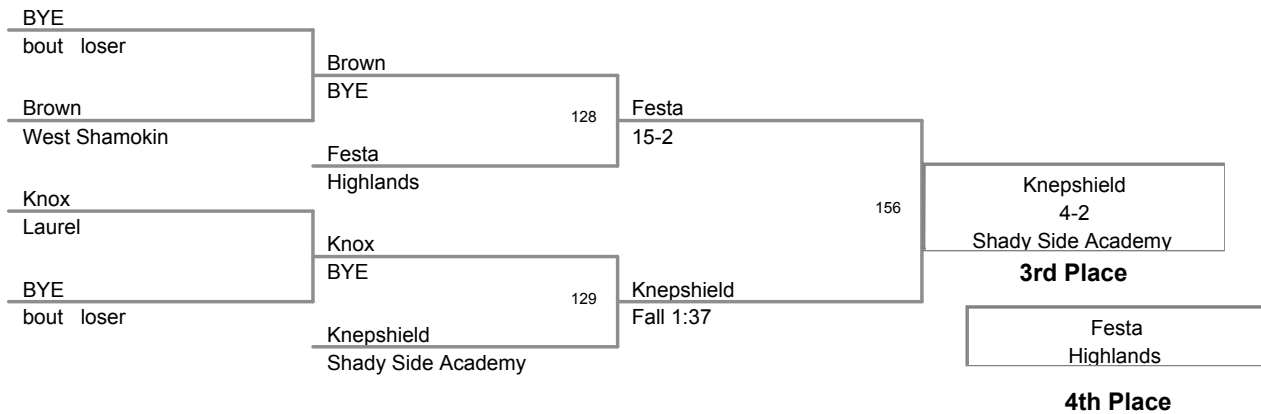 BYE
bout loser
Brown
West Shamokin
Knox
Laurel
BYE
bout loser
Brown
BYE
128
Festa
Highlands
Knox
BYE
129
Knepshield
Shady Side Academy
Festa
15-2
156
Knepshield
Fall 1:37
Knepshield
4-2
Shady Side Academy
3rd Place
Festa
Highlands
4th Place